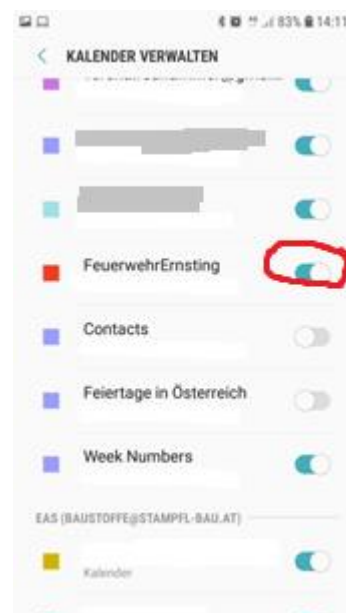 83% 14:11
KALENDER VERWALTEN
FeuerwehrErnsting
Contacts
Feiertage in Österreich
Week Numbers
EAS (BAUSTOFFE@STAMPFL-BAU.AT)
Kalender